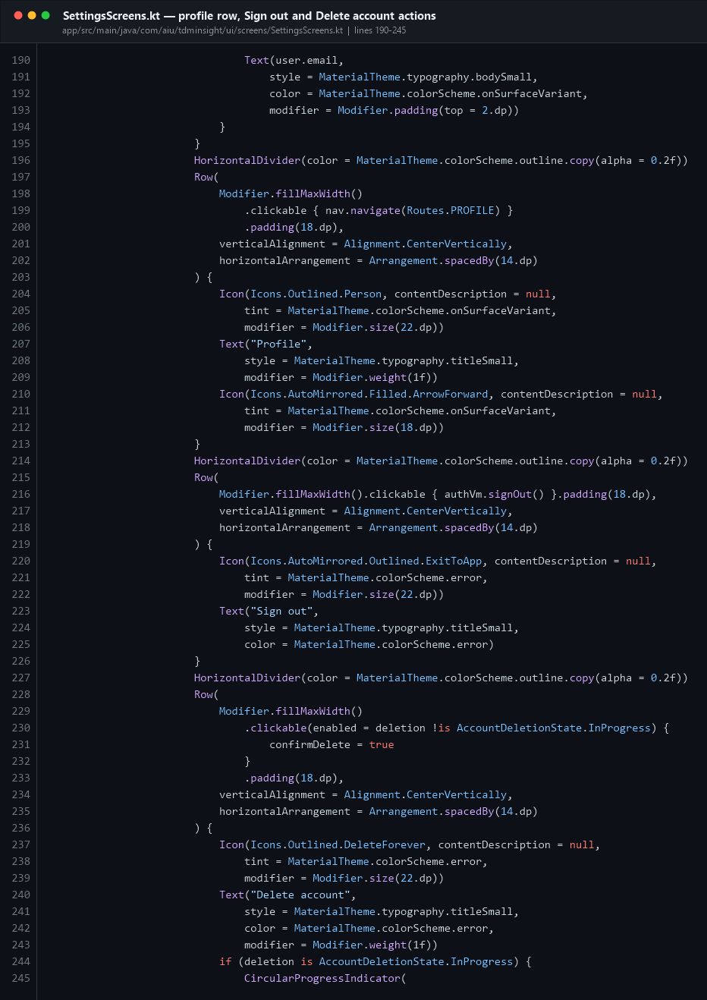 SettingsScreens.kt — profile row, Sign out and Delete account actions
app/src/main/java/com/aiu/tdminsight/ui/screens/SettingsScreens.kt | lines 190-245
190                                 Text(user.email,
191                                     style = MaterialTheme.typography.bodySmall,
192                                     color = MaterialTheme.colorScheme.onSurfaceVariant,
193                                     modifier = Modifier.padding(top = 2.dp))
194                             }
195                         }
196                         HorizontalDivider(color = MaterialTheme.colorScheme.outline.copy(alpha = 0.2f))
197                         Row(
198                             Modifier.fillMaxWidth()
199                                 .clickable { nav.navigate(Routes.PROFILE) }
200                                 .padding(18.dp),
201                             verticalAlignment = Alignment.CenterVertically,
202                             horizontalArrangement = Arrangement.spacedBy(14.dp)
203                         ) {
204                             Icon(Icons.Outlined.Person, contentDescription = null,
205                                 tint = MaterialTheme.colorScheme.onSurfaceVariant,
206                                 modifier = Modifier.size(22.dp))
207                             Text("Profile",
208                                 style = MaterialTheme.typography.titleSmall,
209                                 modifier = Modifier.weight(1f))
210                             Icon(Icons.AutoMirrored.Filled.ArrowForward, contentDescription = null,
211                                 tint = MaterialTheme.colorScheme.onSurfaceVariant,
212                                 modifier = Modifier.size(18.dp))
213                         }
214                         HorizontalDivider(color = MaterialTheme.colorScheme.outline.copy(alpha = 0.2f))
215                         Row(
216                             Modifier.fillMaxWidth().clickable { authVm.signOut() }.padding(18.dp),
217                             verticalAlignment = Alignment.CenterVertically,
218                             horizontalArrangement = Arrangement.spacedBy(14.dp)
219                         ) {
220                             Icon(Icons.AutoMirrored.Outlined.ExitToApp, contentDescription = null,
221                                 tint = MaterialTheme.colorScheme.error,
222                                 modifier = Modifier.size(22.dp))
223                             Text("Sign out",
224                                 style = MaterialTheme.typography.titleSmall,
225                                 color = MaterialTheme.colorScheme.error)
226                         }
227                         HorizontalDivider(color = MaterialTheme.colorScheme.outline.copy(alpha = 0.2f))
228                         Row(
229                             Modifier.fillMaxWidth()
230                                 .clickable(enabled = deletion !is AccountDeletionState.InProgress) {
231                                     confirmDelete = true
232                                 }
233                                 .padding(18.dp),
234                             verticalAlignment = Alignment.CenterVertically,
235                             horizontalArrangement = Arrangement.spacedBy(14.dp)
236                         ) {
237                             Icon(Icons.Outlined.DeleteForever, contentDescription = null,
238                                 tint = MaterialTheme.colorScheme.error,
239                                 modifier = Modifier.size(22.dp))
240                             Text("Delete account",
241                                 style = MaterialTheme.typography.titleSmall,
242                                 color = MaterialTheme.colorScheme.error,
243                                 modifier = Modifier.weight(1f))
244                             if (deletion is AccountDeletionState.InProgress) {
245                                 CircularProgressIndicator(